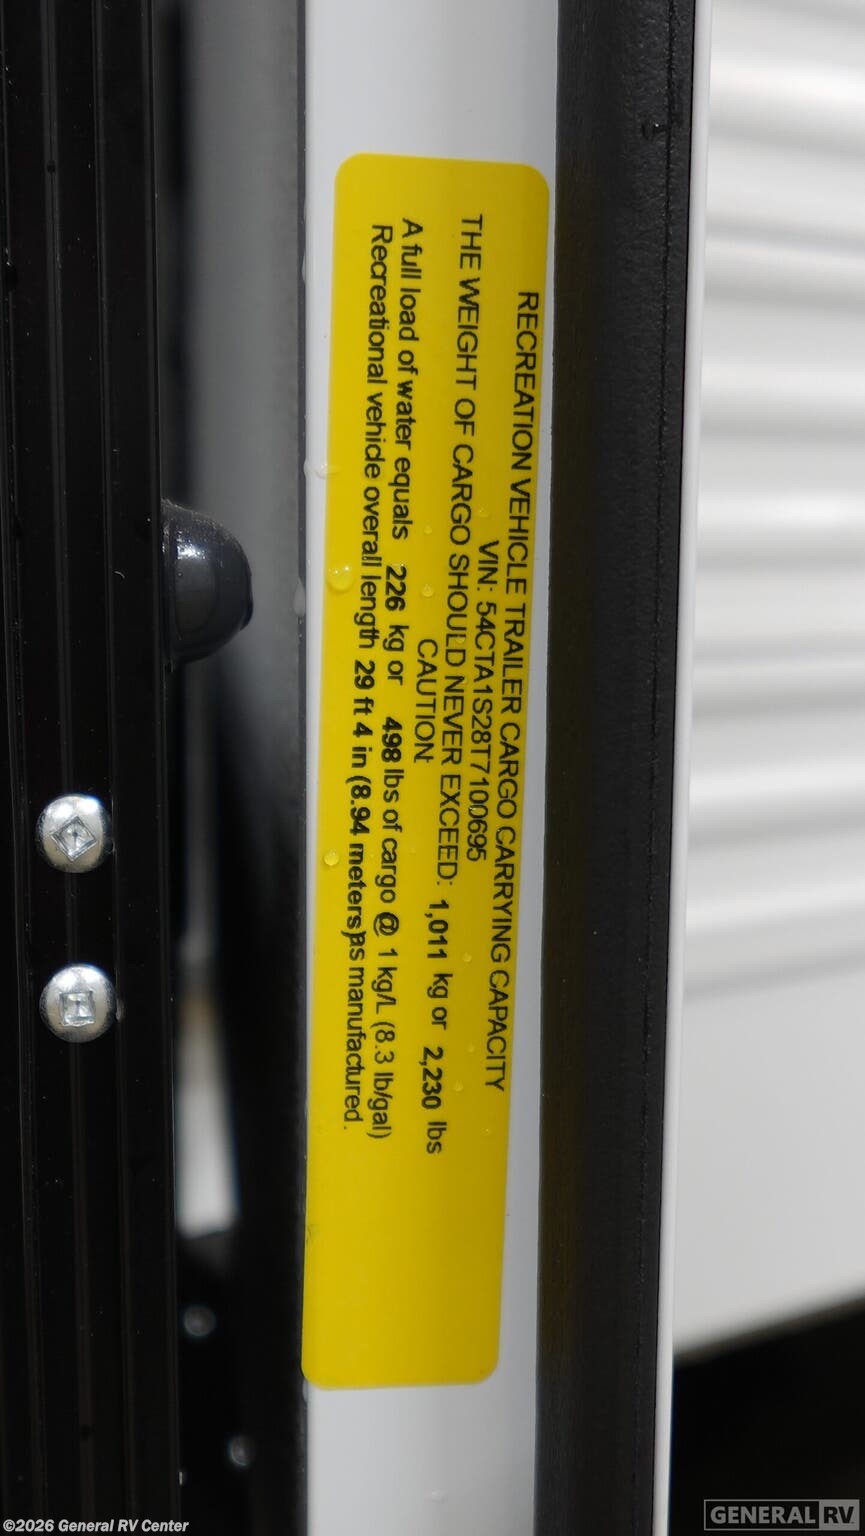 RECREATION VEHICLE TRAILER CARGO CARRYING CAPACITY
VIN: 54CTA1S28T7100695
THE WEIGHT OF CARGO SHOULD NEVER EXCEED: 1,011 kg or 2,230 lbs
CAUTION:
A full load of water equals 226 kg or 498 lbs of cargo @ 1 kg/L (8.3 lb/gal)
Recreational vehicle overall length 29 ft 4 in (8.94 meters)as manufactured.
©2026 General RV Center
GENERAL RV